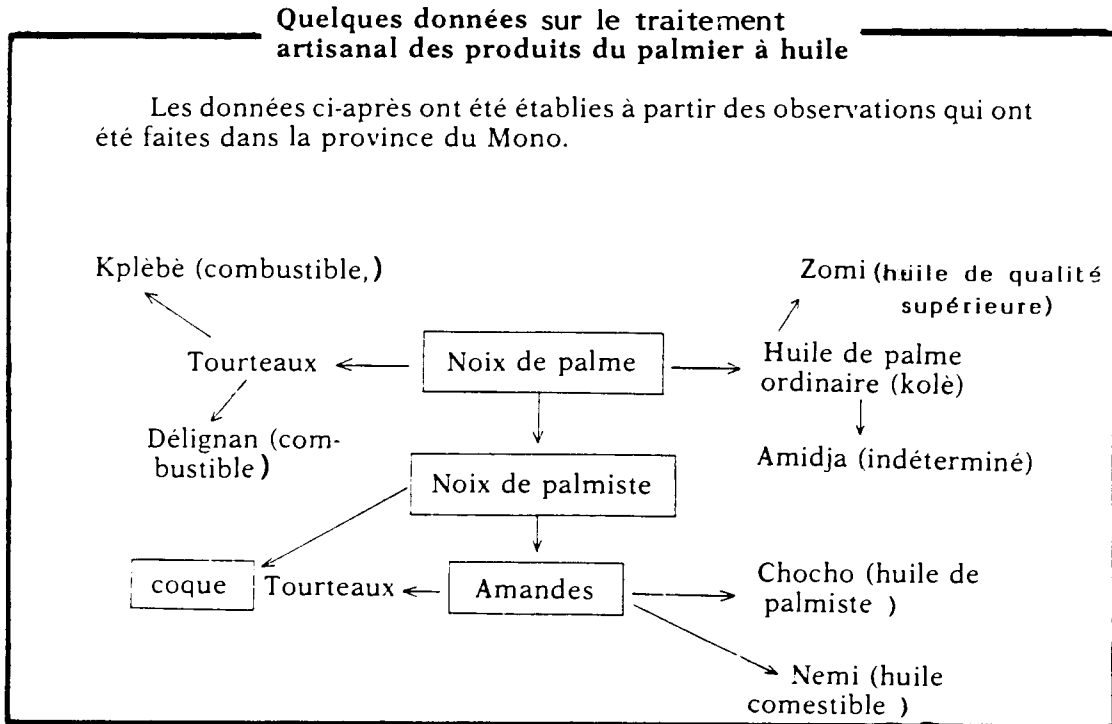 Quelques données sur le traitement
artisanal des produits du palmier à huile
Les données ci-après ont été établies à partir des observations qui ont
été faites dans la province du Mono.
Kplèbè (combustible,)
Zomi (huile de qualité
supérieure)
Tourteaux
Noix de palme
Huile de palme
ordinaire (kolè)
Délignan (com-
bustible)
Amidja (indéterminé)
Noix de palmiste
coque
Tourteaux
Amandes
Chocho (huile de
palmiste )
Nemi (huile
comestible )